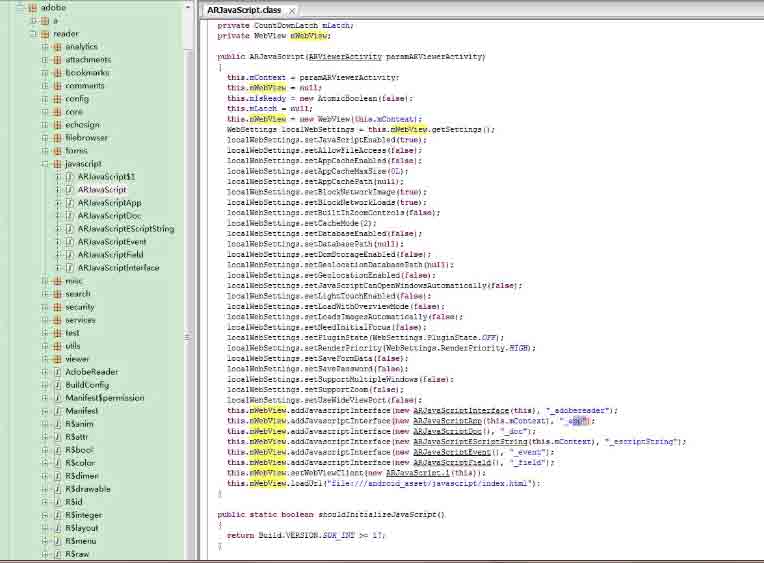 adobe
a
reader
analytics
attachments
bookmarks
comments
config
core
echosign
filebrowser
forms
javascript
ARJavaScript$1
ARJavaScript
ARJavaScriptApp
ARJavaScriptDoc
ARJavaScriptEScriptString
ARJavaScriptEvent
ARJavaScriptField
ARJavaScriptInterface
misc
search
security
services
test
utils
viewer
AdobeReader
BuildConfig
Manifest$permission
Manifest
R$anim
R$attr
R$bool
R$color
R$dimen
R$drawable
R$id
R$integer
R$layout
R$menu
R$raw
ARJavaScript.class
private CountDownLatch mLatch;
private WebView mWebView;
public ARJavaScript(ARViewerActivity paramARViewerActivity)
{
this.mContext = paramARViewerActivity;
this.mWebView = null;
this.mIsReady = new AtomicBoolean(false);
this.mLatch = null;
this.mWebView = new WebView(this.mContext);
WebSettings localWebSettings = this.mWebView.getSettings();
localWebSettings.setJavaScriptEnabled(true);
localWebSettings.setAllowFileAccess(false);
localWebSettings.setAppCacheEnabled(false);
localWebSettings.setAppCacheMaxSize(0L);
localWebSettings.setAppCachePath(null);
localWebSettings.setBlockNetworkImage(true);
localWebSettings.setBlockNetworkLoads(true);
localWebSettings.setBuiltInZoomControls(false);
localWebSettings.setCacheMode(2);
localWebSettings.setDatabaseEnabled(false);
localWebSettings.setDatabasePath(null);
localWebSettings.setDomStorageEnabled(false);
localWebSettings.setGeolocationDatabasePath(null);
localWebSettings.setGeolocationEnabled(false);
localWebSettings.setJavaScriptCanOpenWindowsAutomatically(false);
localWebSettings.setLightTouchEnabled(false);
localWebSettings.setLoadWithOverviewMode(false);
localWebSettings.setLoadsImagesAutomatically(false);
localWebSettings.setNeedInitialFocus(false);
localWebSettings.setPluginState(WebSettings.PluginState.OFF);
localWebSettings.setRenderPriority(WebSettings.RenderPriority.HIGH);
localWebSettings.setSaveFormData(false);
localWebSettings.setSavePassword(false);
localWebSettings.setSupportMultipleWindows(false);
localWebSettings.setSupportZoom(false);
localWebSettings.setUseWideViewPort(false);
this.mWebView.addJavascriptInterface(new ARJavaScriptInterface(this), "_adobereader");
this.mWebView.addJavascriptInterface(new ARJavaScriptApp(this.mContext), "_app");
this.mWebView.addJavascriptInterface(new ARJavaScriptDoc(), "_doc");
this.mWebView.addJavascriptInterface(new ARJavaScriptEScriptString(this.mContext), "_escriptString");
this.mWebView.addJavascriptInterface(new ARJavaScriptEvent(), "_event");
this.mWebView.addJavascriptInterface(new ARJavaScriptField(), "_field");
this.mWebView.setWebViewClient(new ARJavaScript.1(this));
this.mWebView.loadUrl("file:///android_asset/javascript/index.html");
}
public static boolean shouldInitializeJavaScript()
{
return Build.VERSION.SDK_INT >= 17;
}